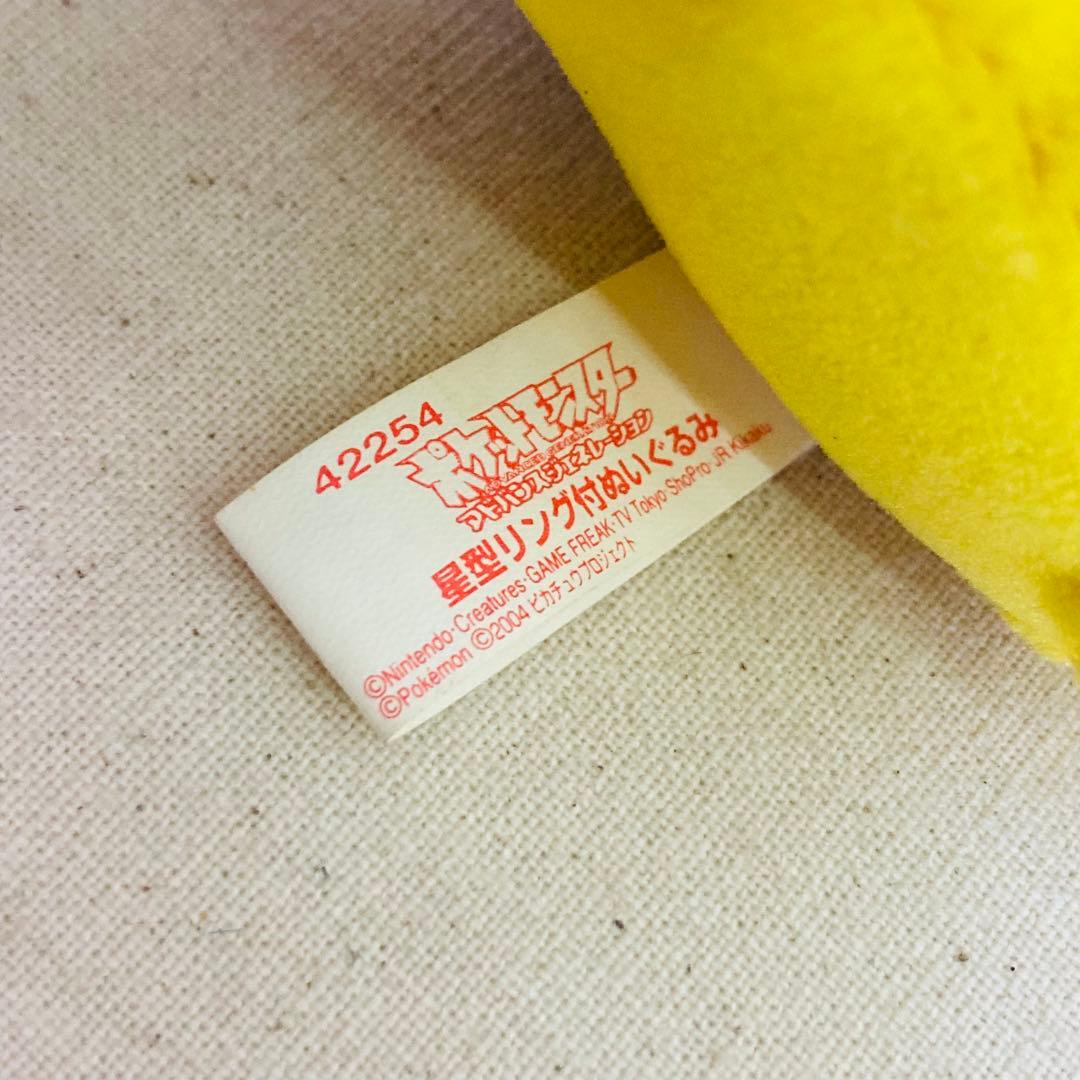 42254
ポケットモンスター
ADVANCED GENERATION
アドバンスジェネレーション
星型リング付ぬいぐるみ
©Nintendo·Creatures·GAME FREAK·TV Tokyo·ShoPro·JR Kikaku
©Pokémon ©2004 ピカチュウプロジェクト